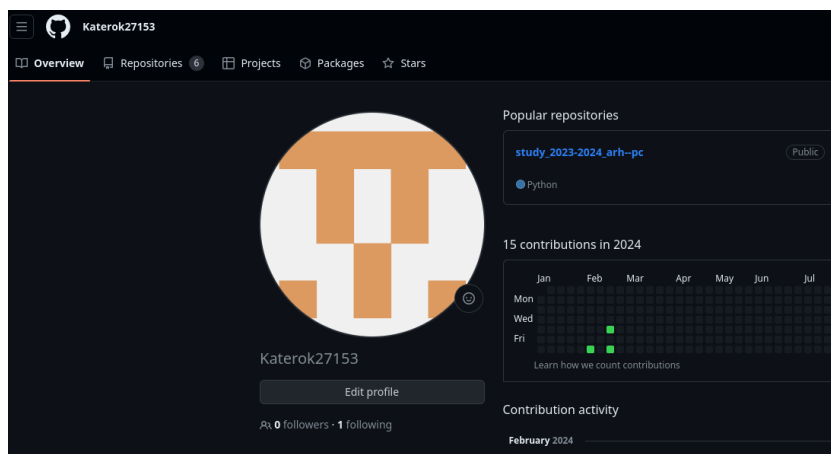 Katerok27153
Overview Repositories 6 Projects Packages Stars
Popular repositories
study_2023-2024_arh--pc Public
Python
15 contributions in 2024
Jan Feb Mar Apr May Jun Jul
Mon
Wed
Fri
Learn how we count contributions
Katerok27153
Edit profile
0 followers · 1 following
Contribution activity
February 2024